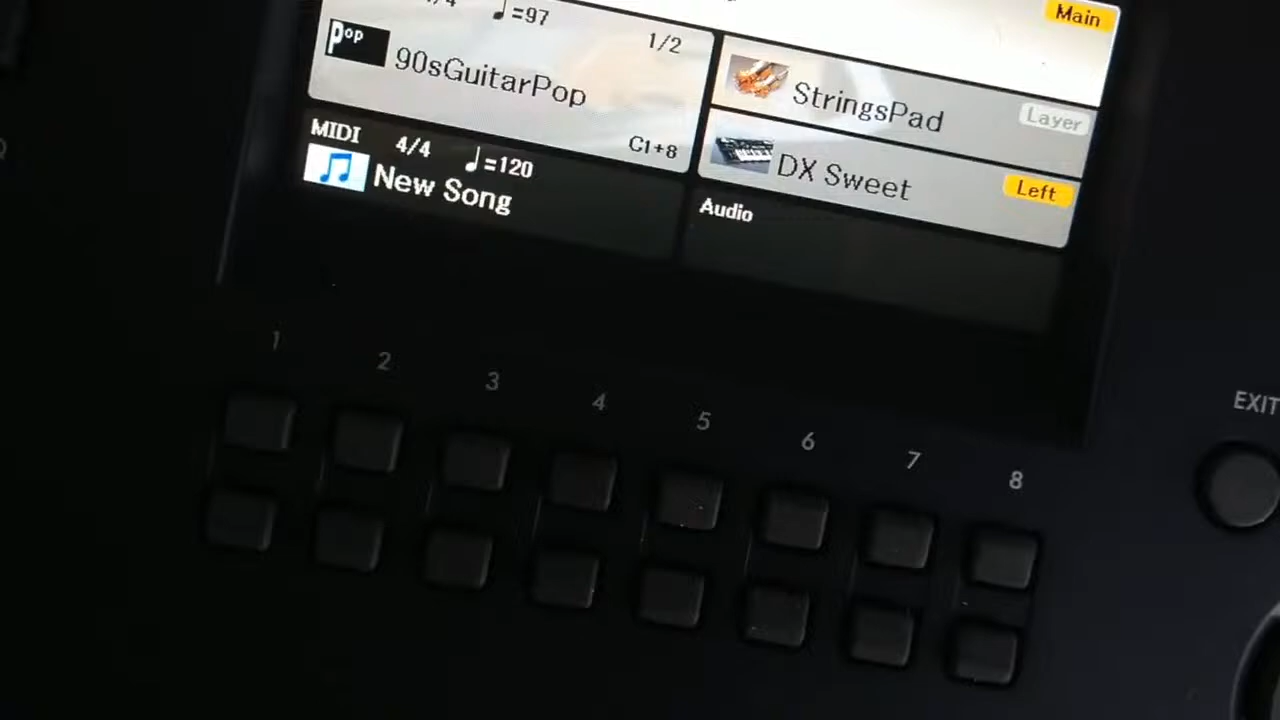 Main
=97
1/2
Pop
90sGuitarPop
C1+8
StringsPad
Layer
DX Sweet
Left
MIDI
4/4
=120
New Song
Audio
1 2 3 4 5 6 7 8
EXIT